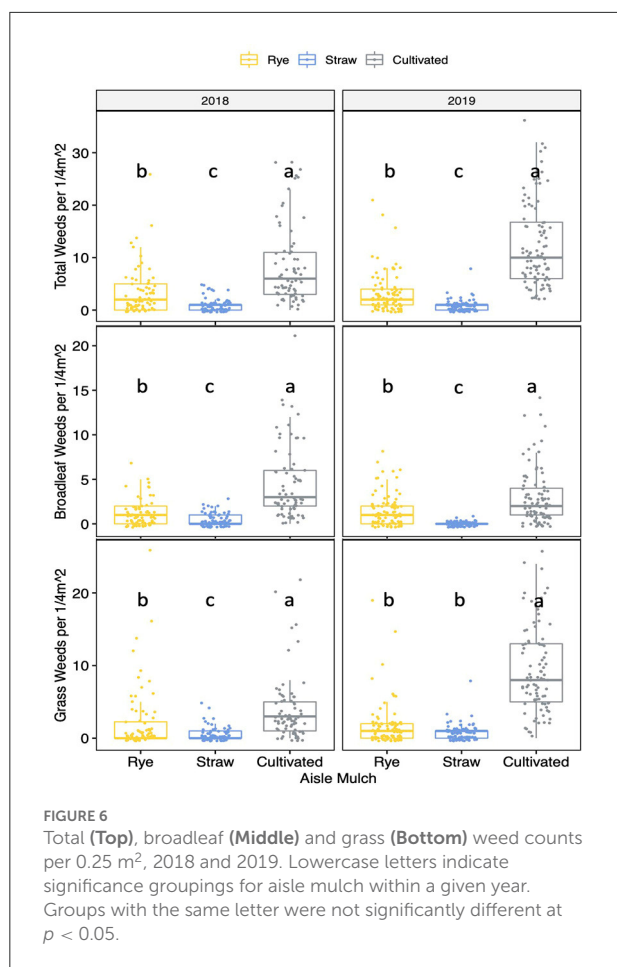 Rye Straw Cultivated
2018 2019
Total Weeds per 1/4m^2
30
20
10
0
b c a b c a
Broadleaf Weeds per 1/4m^2
20
15
10
5
0
b c a b c a
Grass Weeds per 1/4m^2
20
10
0
b c a b b a
Rye Straw Cultivated Rye Straw Cultivated
Aisle Mulch
FIGURE 6
Total (Top), broadleaf (Middle) and grass (Bottom) weed counts
per 0.25 m², 2018 and 2019. Lowercase letters indicate
significance groupings for aisle mulch within a given year.
Groups with the same letter were not significantly different at
p < 0.05.